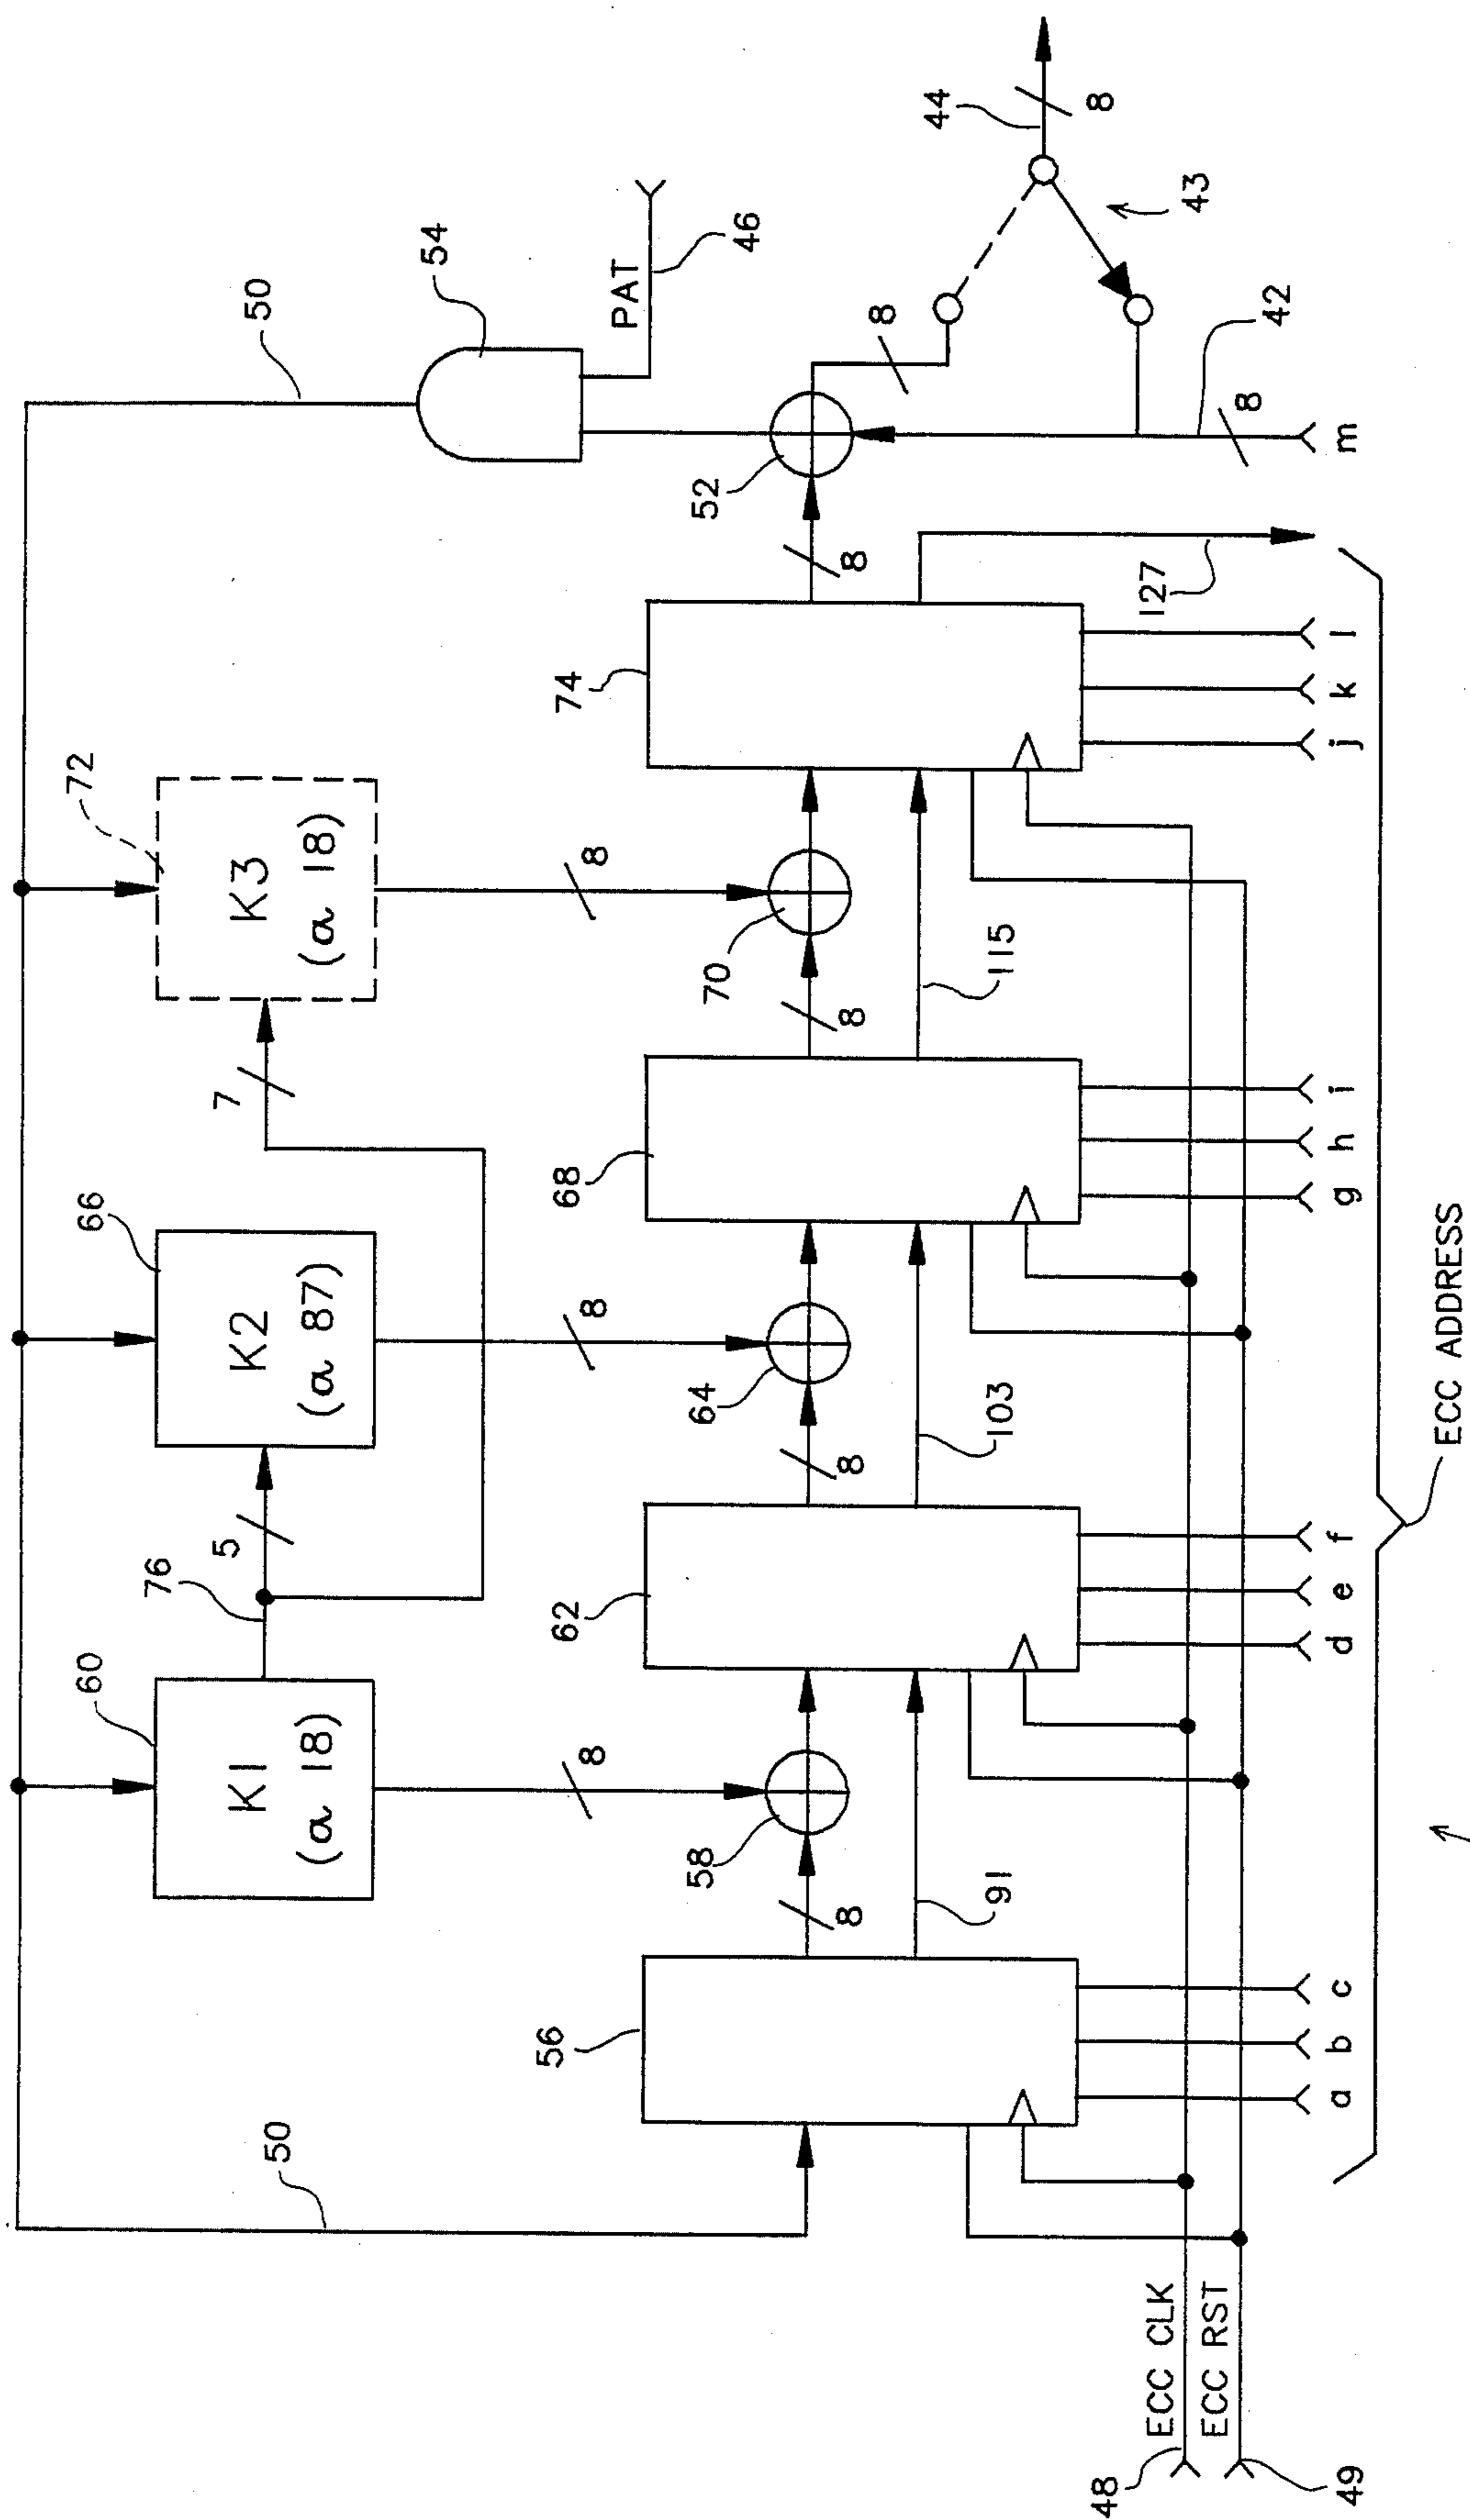 50
50
60
K1
(α 18)
76
5
66
K2
(α 87)
7
72
K3
(α 18)
54
PAT
46
44
8
43
8
8
8
8
56
8
58
62
8
64
68
8
70
74
8
52
91
103
115
127
42
8
48
ECC CLK
49
ECC RST
a b c
d e f
g h i
j k l
m
ECC ADDRESS